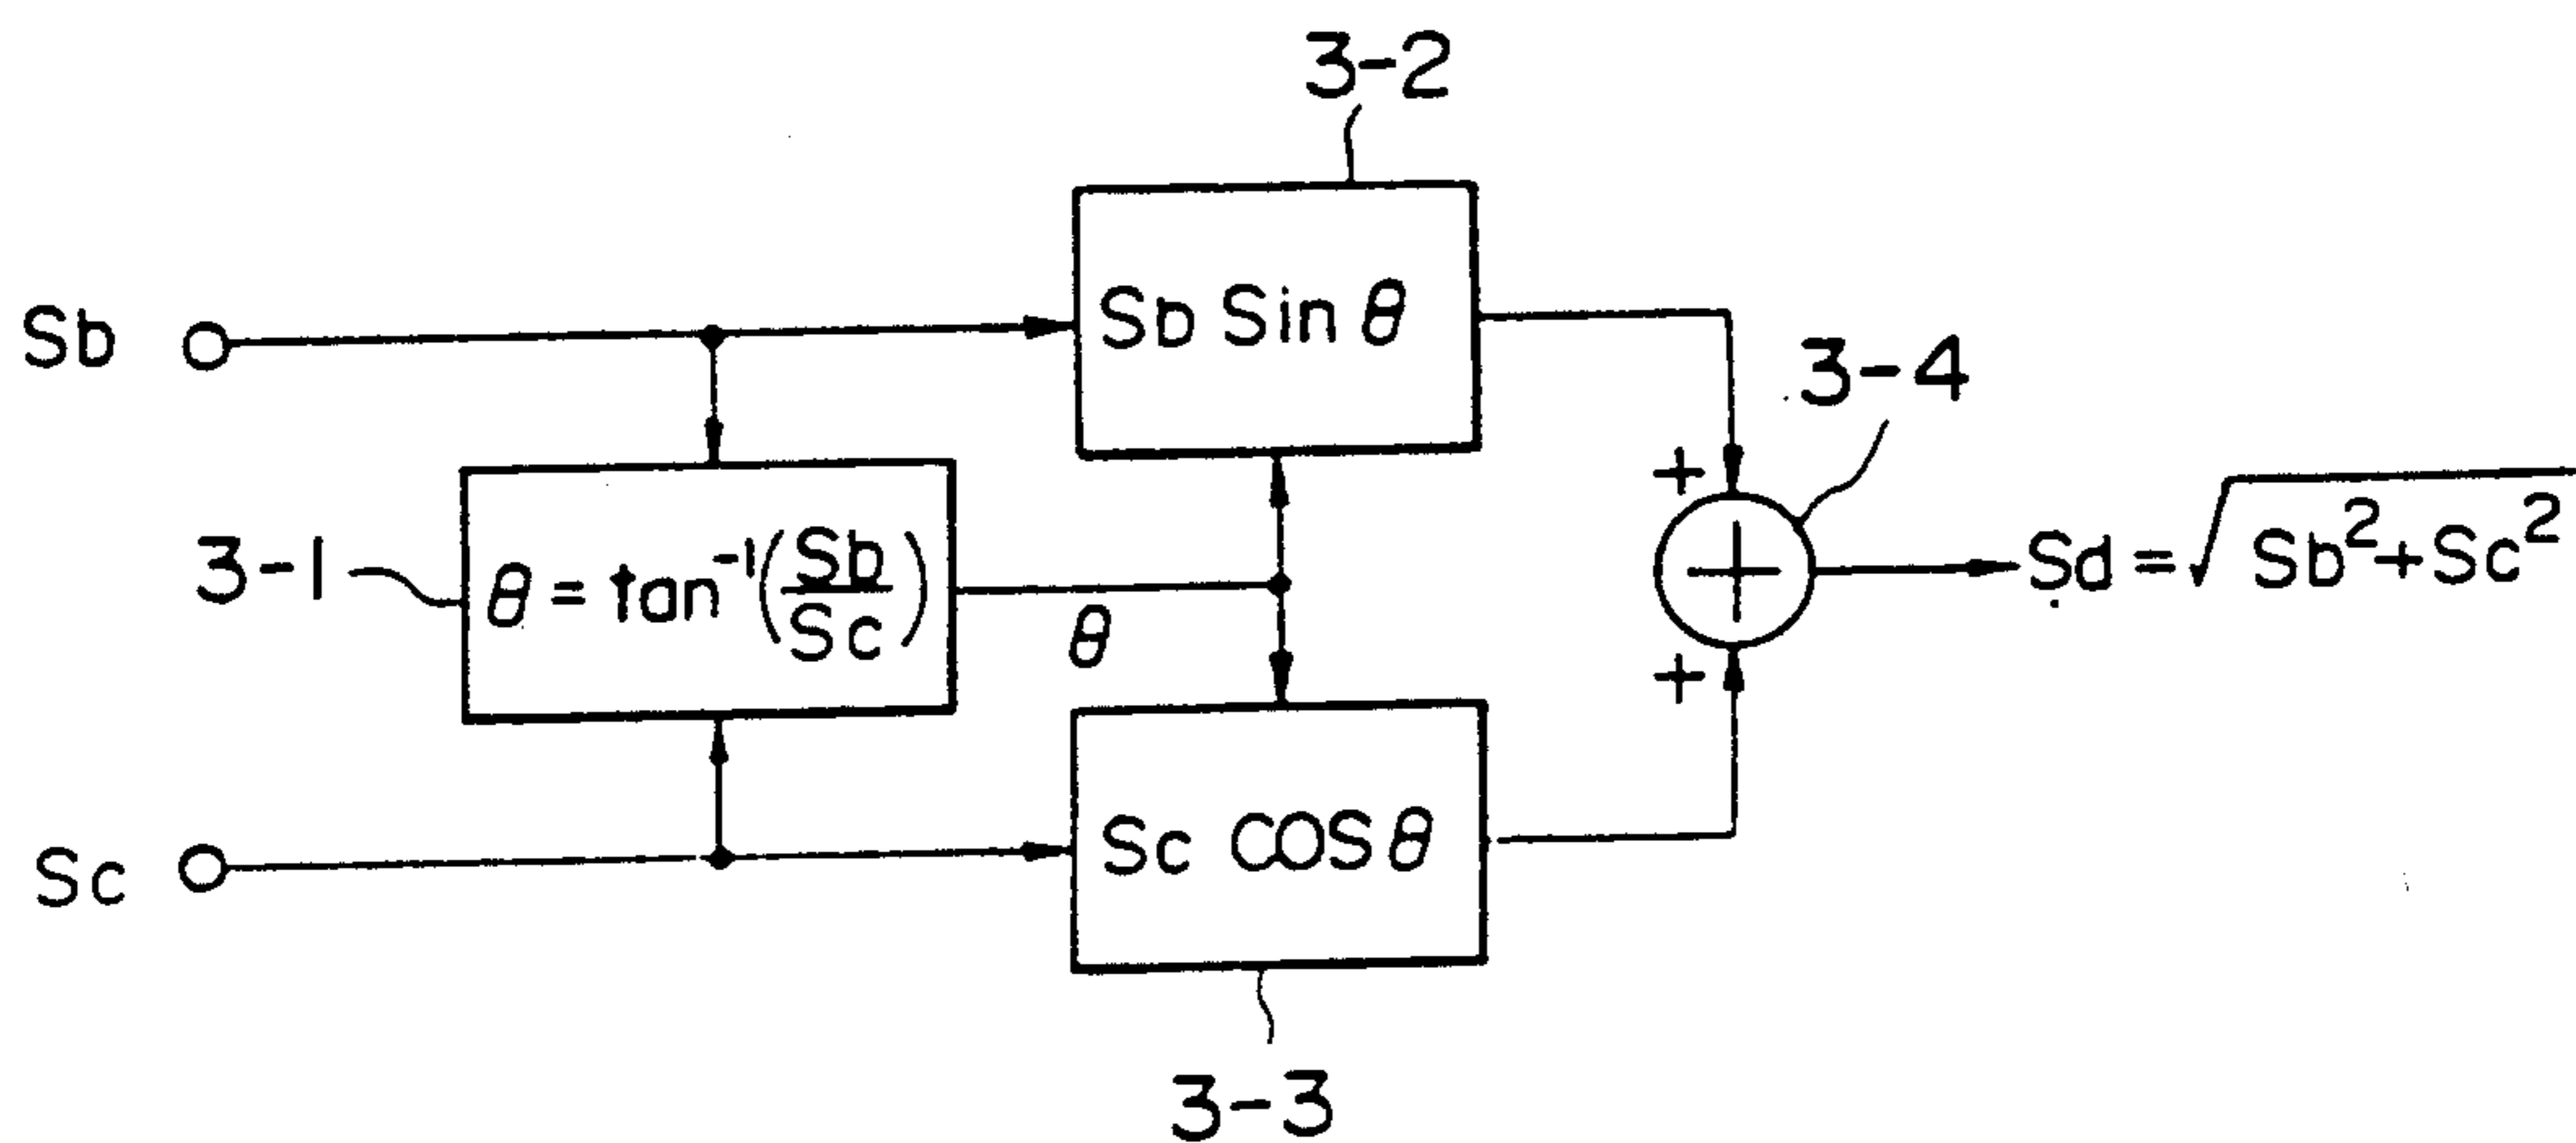 3-2
Sb
Sb Sin θ
3-4
+
3-1
θ = tan⁻¹(Sb/Sc)
θ
+
+
Sd = √Sb²+Sc²
Sc
Sc COS θ
3-3